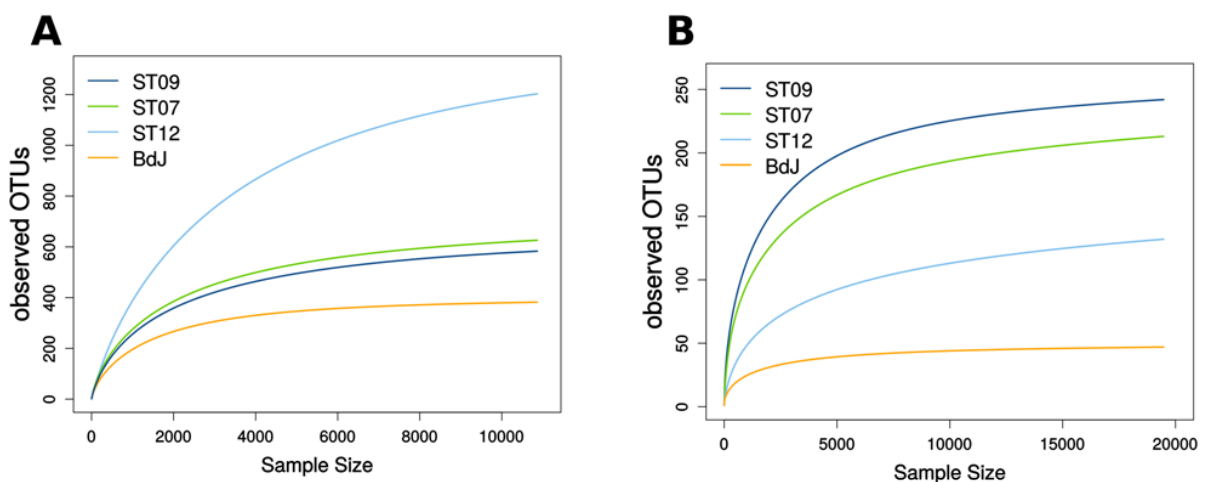 A
ST09
ST07
ST12
BdJ
observed OTUs
0
200
400
600
800
1000
1200
0
2000
4000
6000
8000
10000
Sample Size
B
ST09
ST07
ST12
BdJ
observed OTUs
0
50
100
150
200
250
0
5000
10000
15000
20000
Sample Size